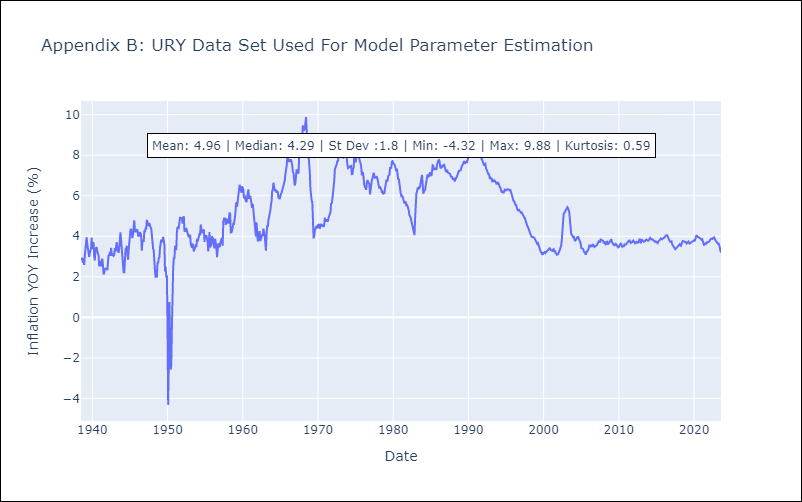 Appendix B: URY Data Set Used For Model Parameter Estimation
Mean: 4.96 | Median: 4.29 | St Dev :1.8 | Min: -4.32 | Max: 9.88 | Kurtosis: 0.59
Inflation YOY Increase (%)
10
8
6
4
2
0
−2
−4
1940 1950 1960 1970 1980 1990 2000 2010 2020
Date